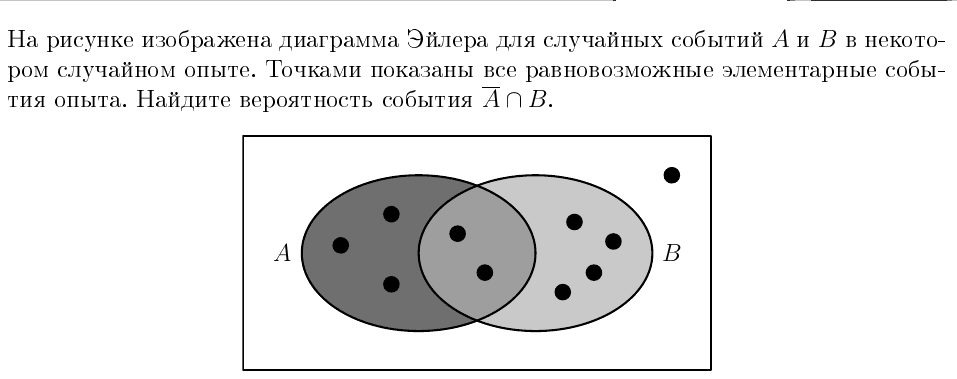 На рисунке изображена диаграмма Эйлера для случайных событий A и B в некото-
ром случайном опыте. Точками показаны все равновозможные элементарные собы-
тия опыта. Найдите вероятность события A̅ ∩ B.
A B